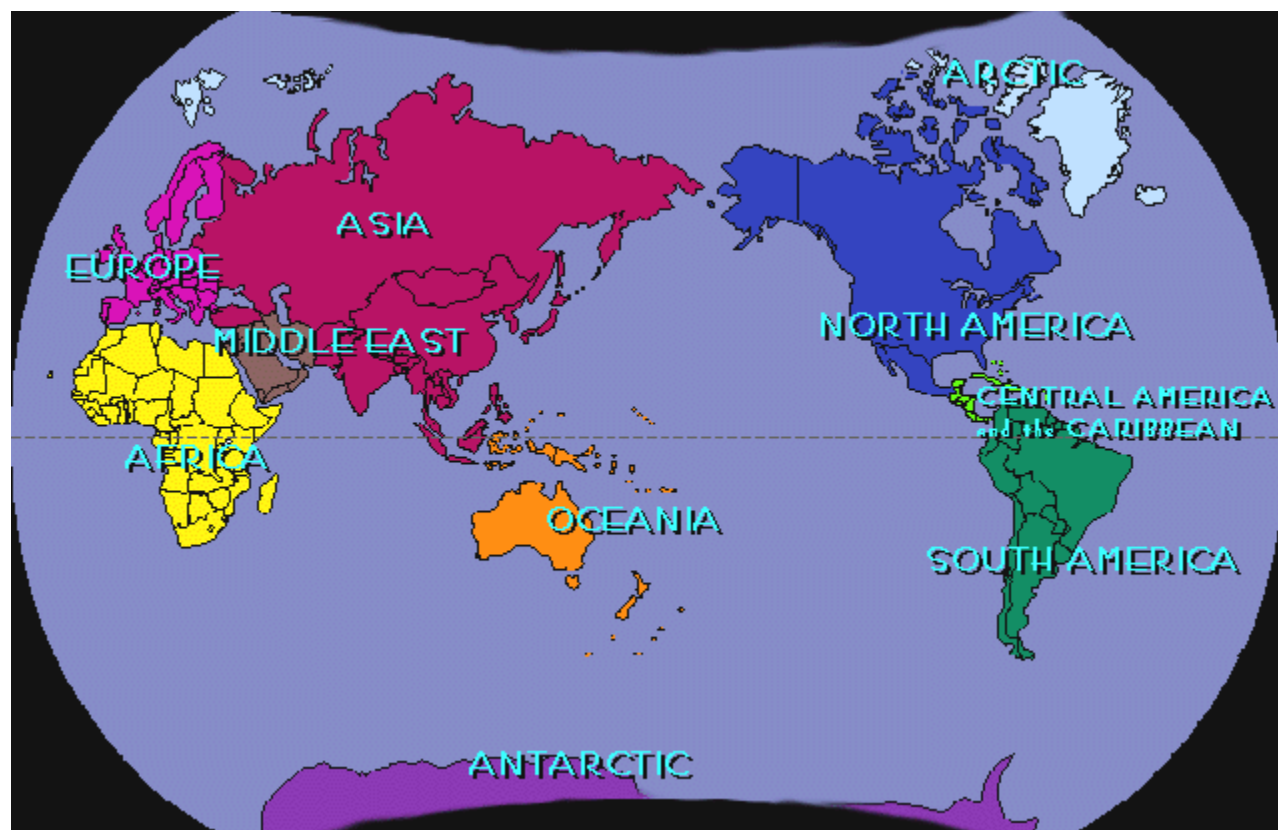 ARCTIC
ASIA
EUROPE
NORTH AMERICA
MIDDLE EAST
CENTRAL AMERICA
and the CARIBBEAN
AFRICA
OCEANIA
SOUTH AMERICA
ANTARCTIC